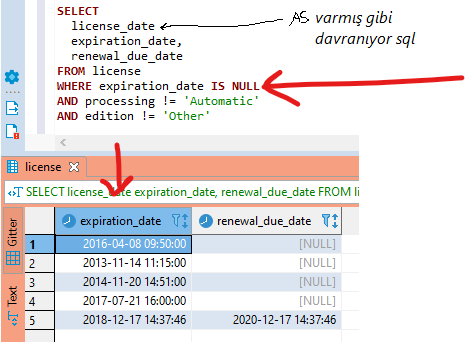 SELECT
license_date
expiration_date,
renewal_due_date
FROM license
WHERE expiration_date IS NULL
AND processing != 'Automatic'
AND edition != 'Other'
AS varmış gibi
davranıyor sql
license
SELECT license_date expiration_date, renewal_due_date FROM li
Gitter
Text
expiration_date renewal_due_date
1 2016-04-08 09:50:00 [NULL]
2 2013-11-14 11:15:00 [NULL]
3 2014-11-20 14:51:00 [NULL]
4 2017-07-21 16:00:00 [NULL]
5 2018-12-17 14:37:46 2020-12-17 14:37:46